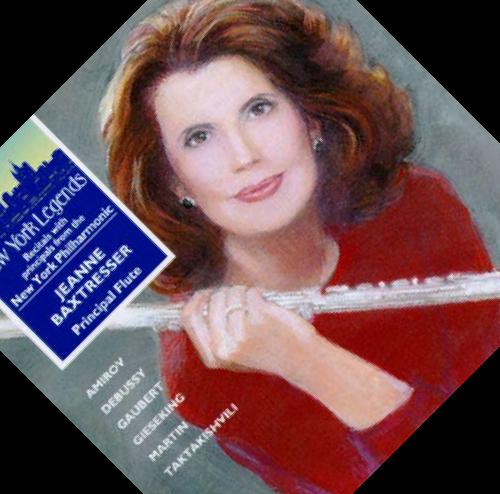 York Legends
Recitals with
principals from the
New York Philharmonic
JEANNE
BAXTRESSER
Principal Flute
AMIROV
DEBUSSY
GAUBERT
GIESEKING
MARTIN
TAKTAKISHVILI